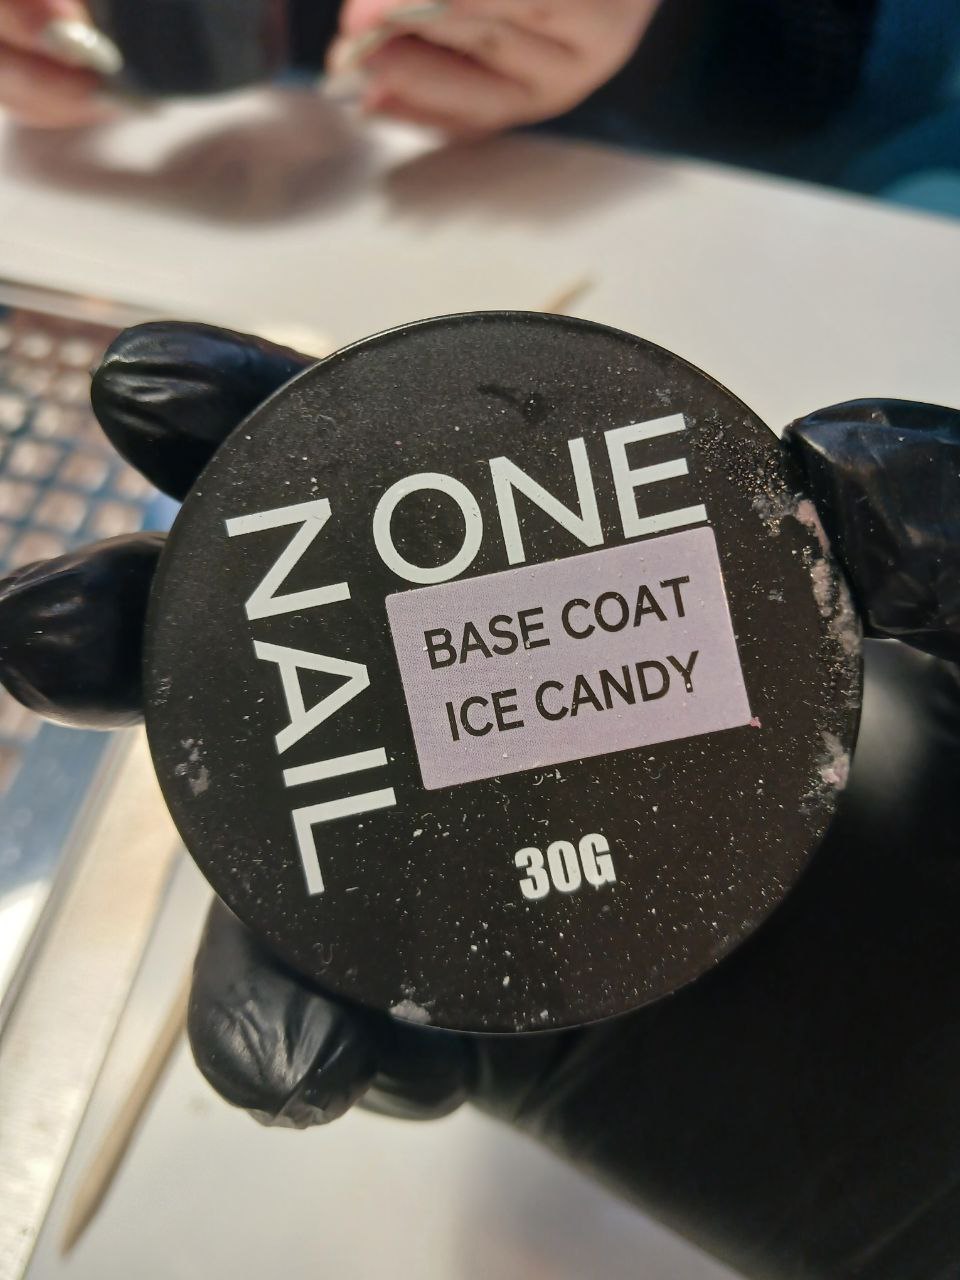 NAIL
ONE
BASE COAT
ICE CANDY
30G